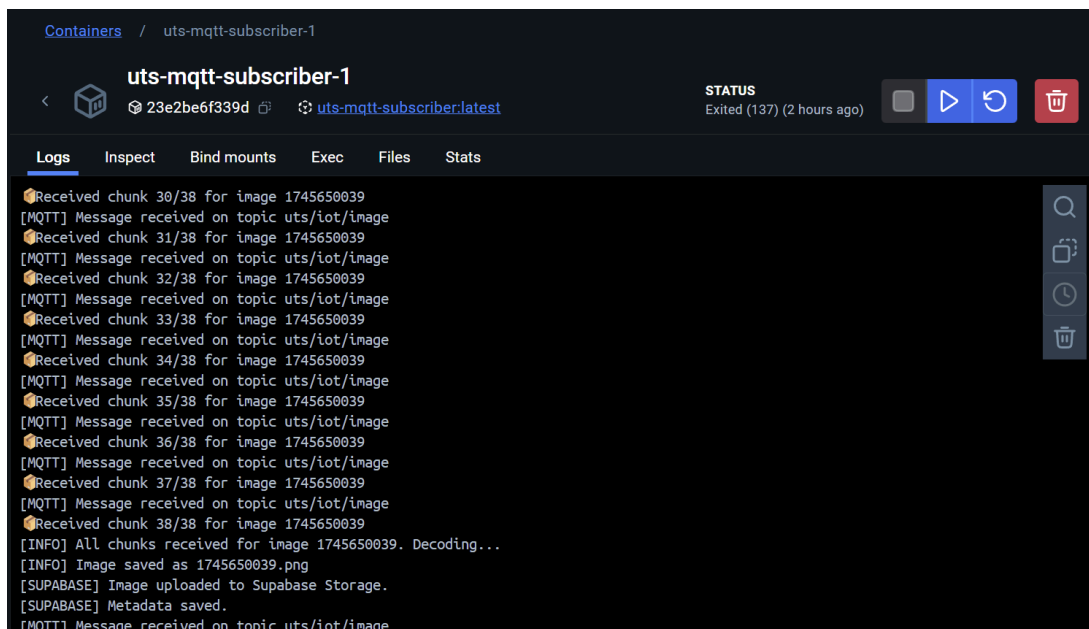 Containers / uts-mqtt-subscriber-1
uts-mqtt-subscriber-1
23e2be6f339d uts-mqtt-subscriber:latest
STATUS
Exited (137) (2 hours ago)
Logs Inspect Bind mounts Exec Files Stats
Received chunk 30/38 for image 1745650039
[MQTT] Message received on topic uts/iot/image
Received chunk 31/38 for image 1745650039
[MQTT] Message received on topic uts/iot/image
Received chunk 32/38 for image 1745650039
[MQTT] Message received on topic uts/iot/image
Received chunk 33/38 for image 1745650039
[MQTT] Message received on topic uts/iot/image
Received chunk 34/38 for image 1745650039
[MQTT] Message received on topic uts/iot/image
Received chunk 35/38 for image 1745650039
[MQTT] Message received on topic uts/iot/image
Received chunk 36/38 for image 1745650039
[MQTT] Message received on topic uts/iot/image
Received chunk 37/38 for image 1745650039
[MQTT] Message received on topic uts/iot/image
Received chunk 38/38 for image 1745650039
[INFO] All chunks received for image 1745650039. Decoding...
[INFO] Image saved as 1745650039.png
[SUPABASE] Image uploaded to Supabase Storage.
[SUPABASE] Metadata saved.
[MQTT] Message received on topic uts/iot/image